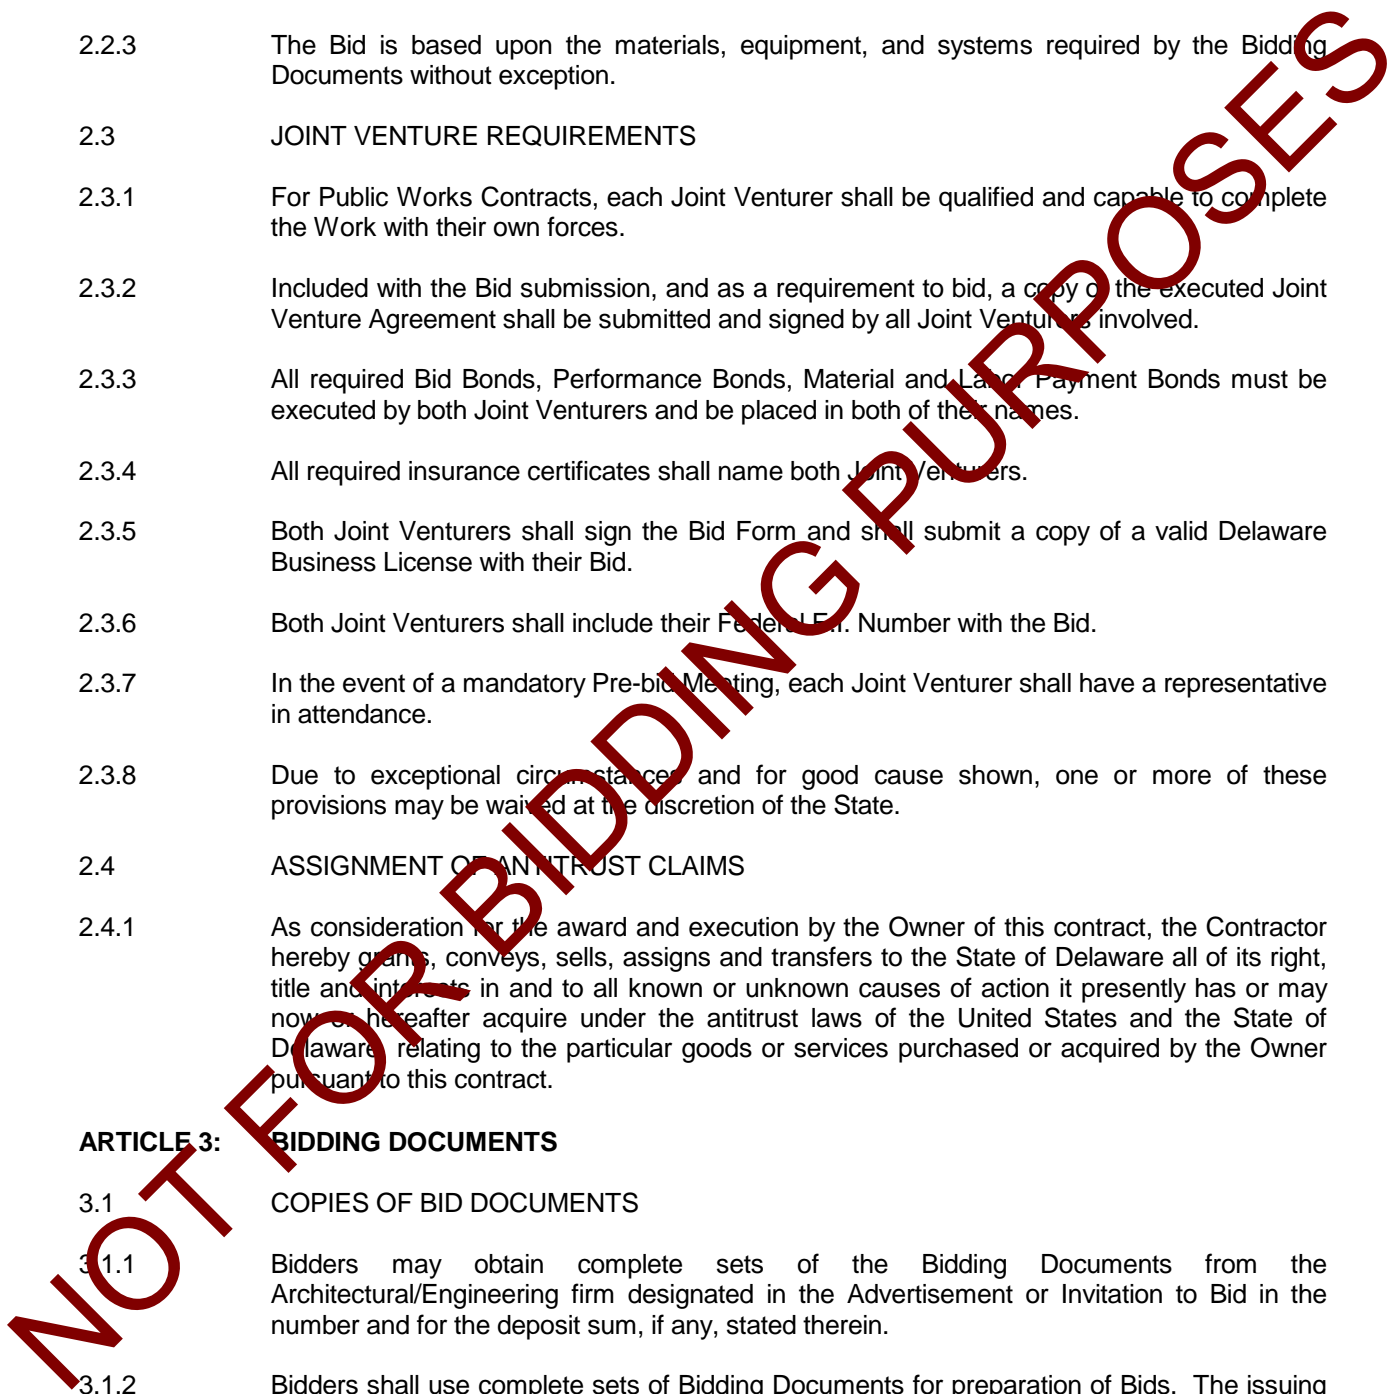 2.2.3 The Bid is based upon the materials, equipment, and systems required by the Bidding
Documents without exception.
2.3 JOINT VENTURE REQUIREMENTS
2.3.1 For Public Works Contracts, each Joint Venturer shall be qualified and capable to complete
the Work with their own forces.
2.3.2 Included with the Bid submission, and as a requirement to bid, a copy of the executed Joint
Venture Agreement shall be submitted and signed by all Joint Venturers involved.
2.3.3 All required Bid Bonds, Performance Bonds, Material and Labor Payment Bonds must be
executed by both Joint Venturers and be placed in both of their names.
2.3.4 All required insurance certificates shall name both Joint Venturers.
2.3.5 Both Joint Venturers shall sign the Bid Form and shall submit a copy of a valid Delaware
Business License with their Bid.
2.3.6 Both Joint Venturers shall include their Federal E.I. Number with the Bid.
2.3.7 In the event of a mandatory Pre-bid Meeting, each Joint Venturer shall have a representative
in attendance.
2.3.8 Due to exceptional circumstances and for good cause shown, one or more of these
provisions may be waived at the discretion of the State.
2.4 ASSIGNMENT OF ANTITRUST CLAIMS
2.4.1 As consideration for the award and execution by the Owner of this contract, the Contractor
hereby grants, conveys, sells, assigns and transfers to the State of Delaware all of its right,
title and interests in and to all known or unknown causes of action it presently has or may
now or hereafter acquire under the antitrust laws of the United States and the State of
Delaware, relating to the particular goods or services purchased or acquired by the Owner
pursuant to this contract.
ARTICLE 3: BIDDING DOCUMENTS
3.1 COPIES OF BID DOCUMENTS
3.1.1 Bidders may obtain complete sets of the Bidding Documents from the
Architectural/Engineering firm designated in the Advertisement or Invitation to Bid in the
number and for the deposit sum, if any, stated therein.
3.1.2 Bidders shall use complete sets of Bidding Documents for preparation of Bids. The issuing
NOT FOR BIDDING PURPOSES